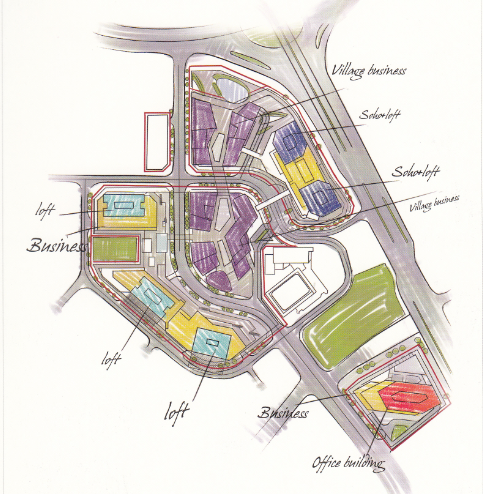 Village business
Soho+loft
Soho+loft
Village business
loft
Business
loft
loft
Business
Office building